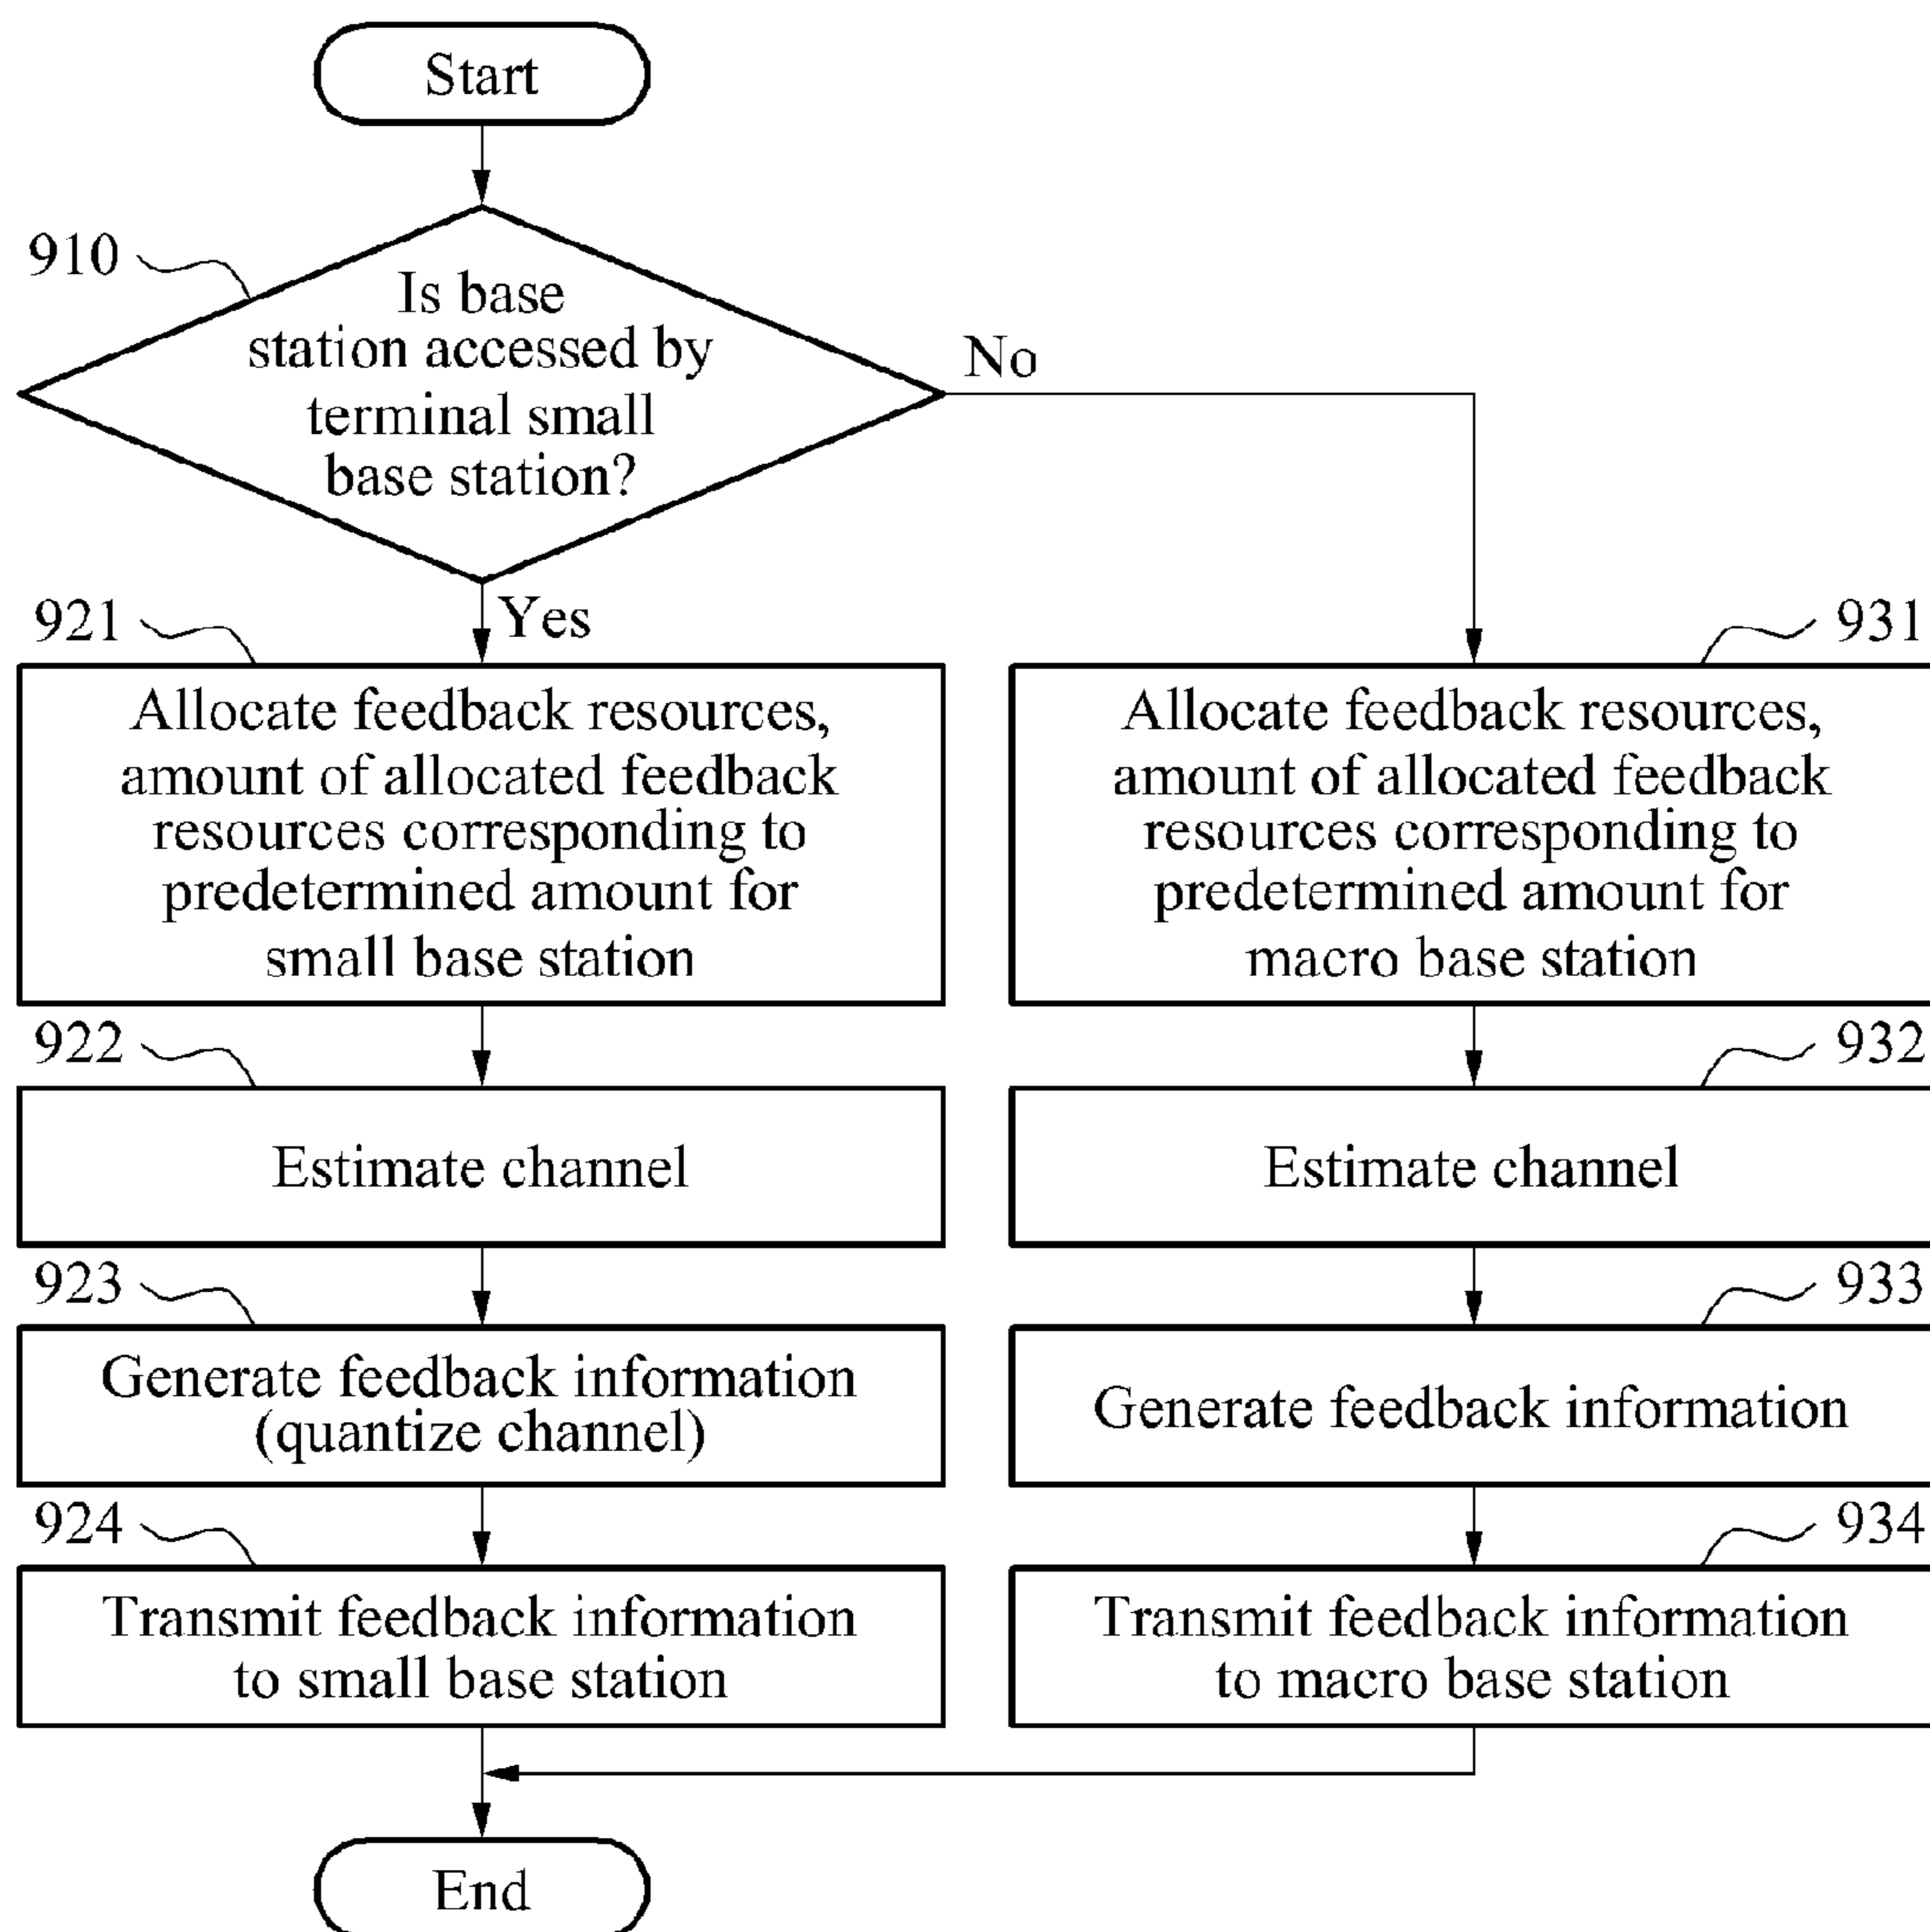 Start
910
Is base
station accessed by
terminal small
base station?
No
Yes
921
Allocate feedback resources,
amount of allocated feedback
resources corresponding to
predetermined amount for
small base station
931
Allocate feedback resources,
amount of allocated feedback
resources corresponding to
predetermined amount for
macro base station
922
Estimate channel
932
Estimate channel
923
Generate feedback information
(quantize channel)
933
Generate feedback information
924
Transmit feedback information
to small base station
934
Transmit feedback information
to macro base station
End